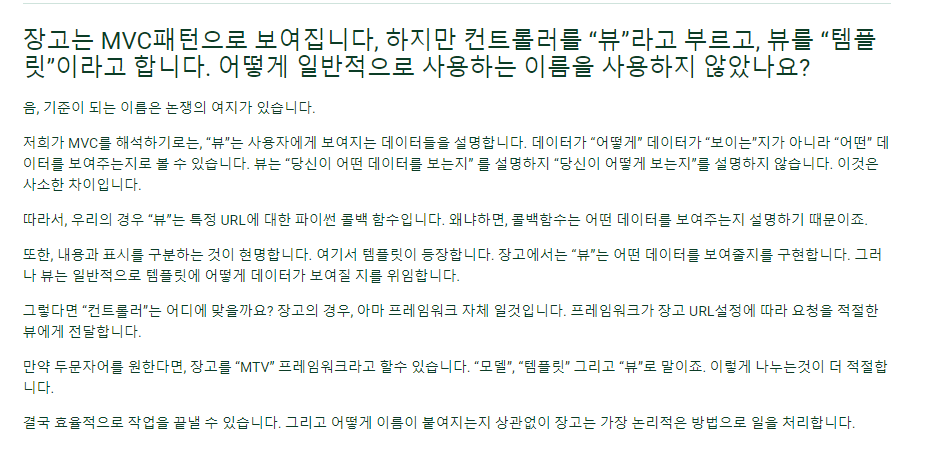 장고는 MVC패턴으로 보여집니다, 하지만 컨트롤러를 “뷰”라고 부르고, 뷰를 “템플
릿”이라고 합니다. 어떻게 일반적으로 사용하는 이름을 사용하지 않았나요?
음, 기준이 되는 이름은 논쟁의 여지가 있습니다.
저희가 MVC를 해석하기로는, “뷰”는 사용자에게 보여지는 데이터들을 설명합니다. 데이터가 “어떻게” 데이터가 “보이는”지가 아니라 “어떤” 데
이터를 보여주는지로 볼 수 있습니다. 뷰는 “당신이 어떤 데이터를 보는지” 를 설명하지 “당신이 어떻게 보는지”를 설명하지 않습니다. 이것은
사소한 차이입니다.
따라서, 우리의 경우 “뷰”는 특정 URL에 대한 파이썬 콜백 함수입니다. 왜냐하면, 콜백함수는 어떤 데이터를 보여주는지 설명하기 때문이죠.
또한, 내용과 표시를 구분하는 것이 현명합니다. 여기서 템플릿이 등장합니다. 장고에서는 “뷰”는 어떤 데이터를 보여줄지를 구현합니다. 그러
나 뷰는 일반적으로 템플릿에 어떻게 데이터가 보여질 지를 위임합니다.
그렇다면 “컨트롤러”는 어디에 맞을까요? 장고의 경우, 아마 프레임워크 자체 일것입니다. 프레임워크가 장고 URL설정에 따라 요청을 적절한
뷰에게 전달합니다.
만약 두문자어를 원한다면, 장고를 “MTV” 프레임워크라고 할수 있습니다. “모델”, “템플릿” 그리고 “뷰”로 말이죠. 이렇게 나누는것이 더 적절합
니다.
결국 효율적으로 작업을 끝낼 수 있습니다. 그리고 어떻게 이름이 붙여지는지 상관없이 장고는 가장 논리적은 방법으로 일을 처리합니다.